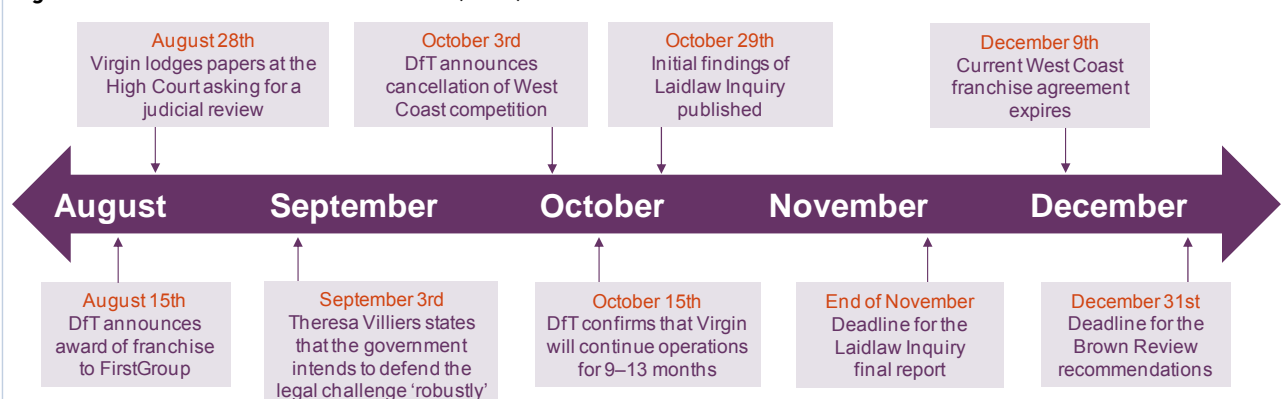 August 28th
Virgin lodges papers at the
High Court asking for a
judicial review
October 3rd
DfT announces
cancellation of West
Coast competition
October 29th
Initial findings of
Laidlaw Inquiry
published
December 9th
Current West Coast
franchise agreement
expires
August
September
October
November
December
August 15th
DfT announces
award of franchise
to FirstGroup
September 3rd
Theresa Villiers states
that the government
intends to defend the
legal challenge ‘robustly’
October 15th
DfT confirms that Virgin
will continue operations
for 9–13 months
End of November
Deadline for the
Laidlaw Inquiry
final report
December 31st
Deadline for the
Brown Review
recommendations